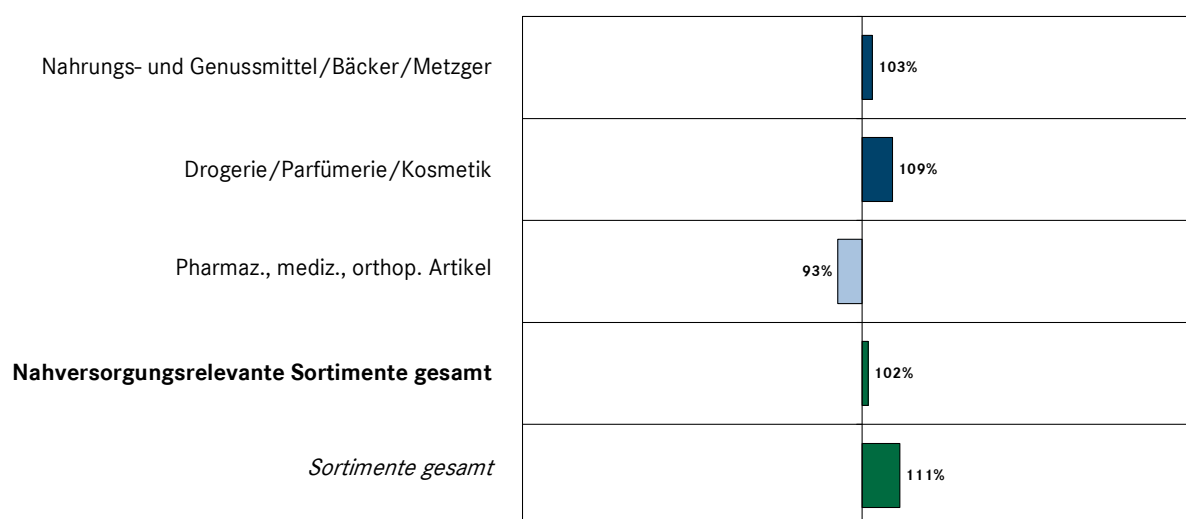 Nahrungs- und Genussmittel/Bäcker/Metzger
103%
Drogerie/Parfümerie/Kosmetik
109%
Pharmaz., mediz., orthop. Artikel
93%
Nahversorgungsrelevante Sortimente gesamt
102%
Sortimente gesamt
111%